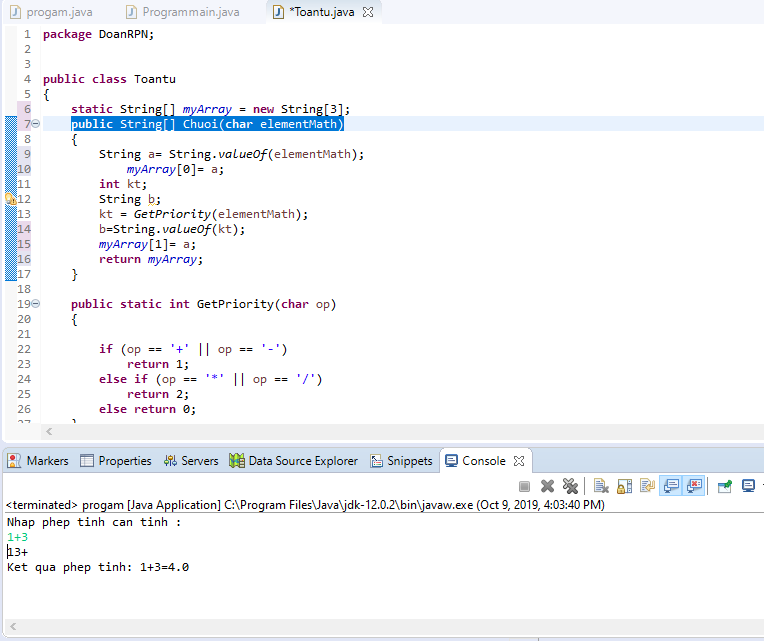 progam.java Programmain.java *Toantu.java
1 package DoanRPN;
2
3
4 public class Toantu
5 {
6 static String[] myArray = new String[3];
7 public String[] Chuoi(char elementMath)
8 {
9 String a= String.valueOf(elementMath);
10 myArray[0]= a;
11 int kt;
12 String b;
13 kt = GetPriority(elementMath);
14 b=String.valueOf(kt);
15 myArray[1]= a;
16 return myArray;
17 }
18
19 public static int GetPriority(char op)
20 {
21
22 if (op == '+' || op == '-')
23 return 1;
24 else if (op == '*' || op == '/')
25 return 2;
26 else return 0;
27 }
Markers Properties Servers Data Source Explorer Snippets Console
<terminated> progam [Java Application] C:\Program Files\Java\jdk-12.0.2\bin\javaw.exe (Oct 9, 2019, 4:03:40 PM)
Nhap phep tinh can tinh :
1+3
13+
Ket qua phep tinh: 1+3=4.0